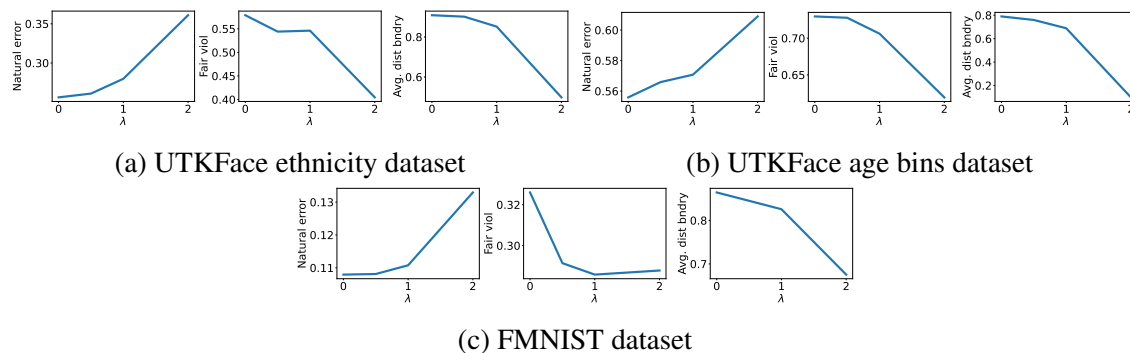 Natural error
0.35
0.30
0 1 2
λ
Fair viol
0.55
0.50
0.45
0.40
0 1 2
λ
Avg. dist bndry
0.8
0.6
0 1 2
λ
Natural error
0.60
0.58
0.56
0 1 2
λ
Fair viol
0.70
0.65
0 1 2
λ
Avg. dist bndry
0.8
0.6
0.4
0.2
0 1 2
λ
(a) UTKFace ethnicity dataset
(b) UTKFace age bins dataset
Natural error
0.13
0.12
0.11
0 1 2
λ
Fair viol
0.32
0.30
0 1 2
λ
Avg. dist bndry
0.8
0.7
0 1 2
λ
(c) FMNIST dataset